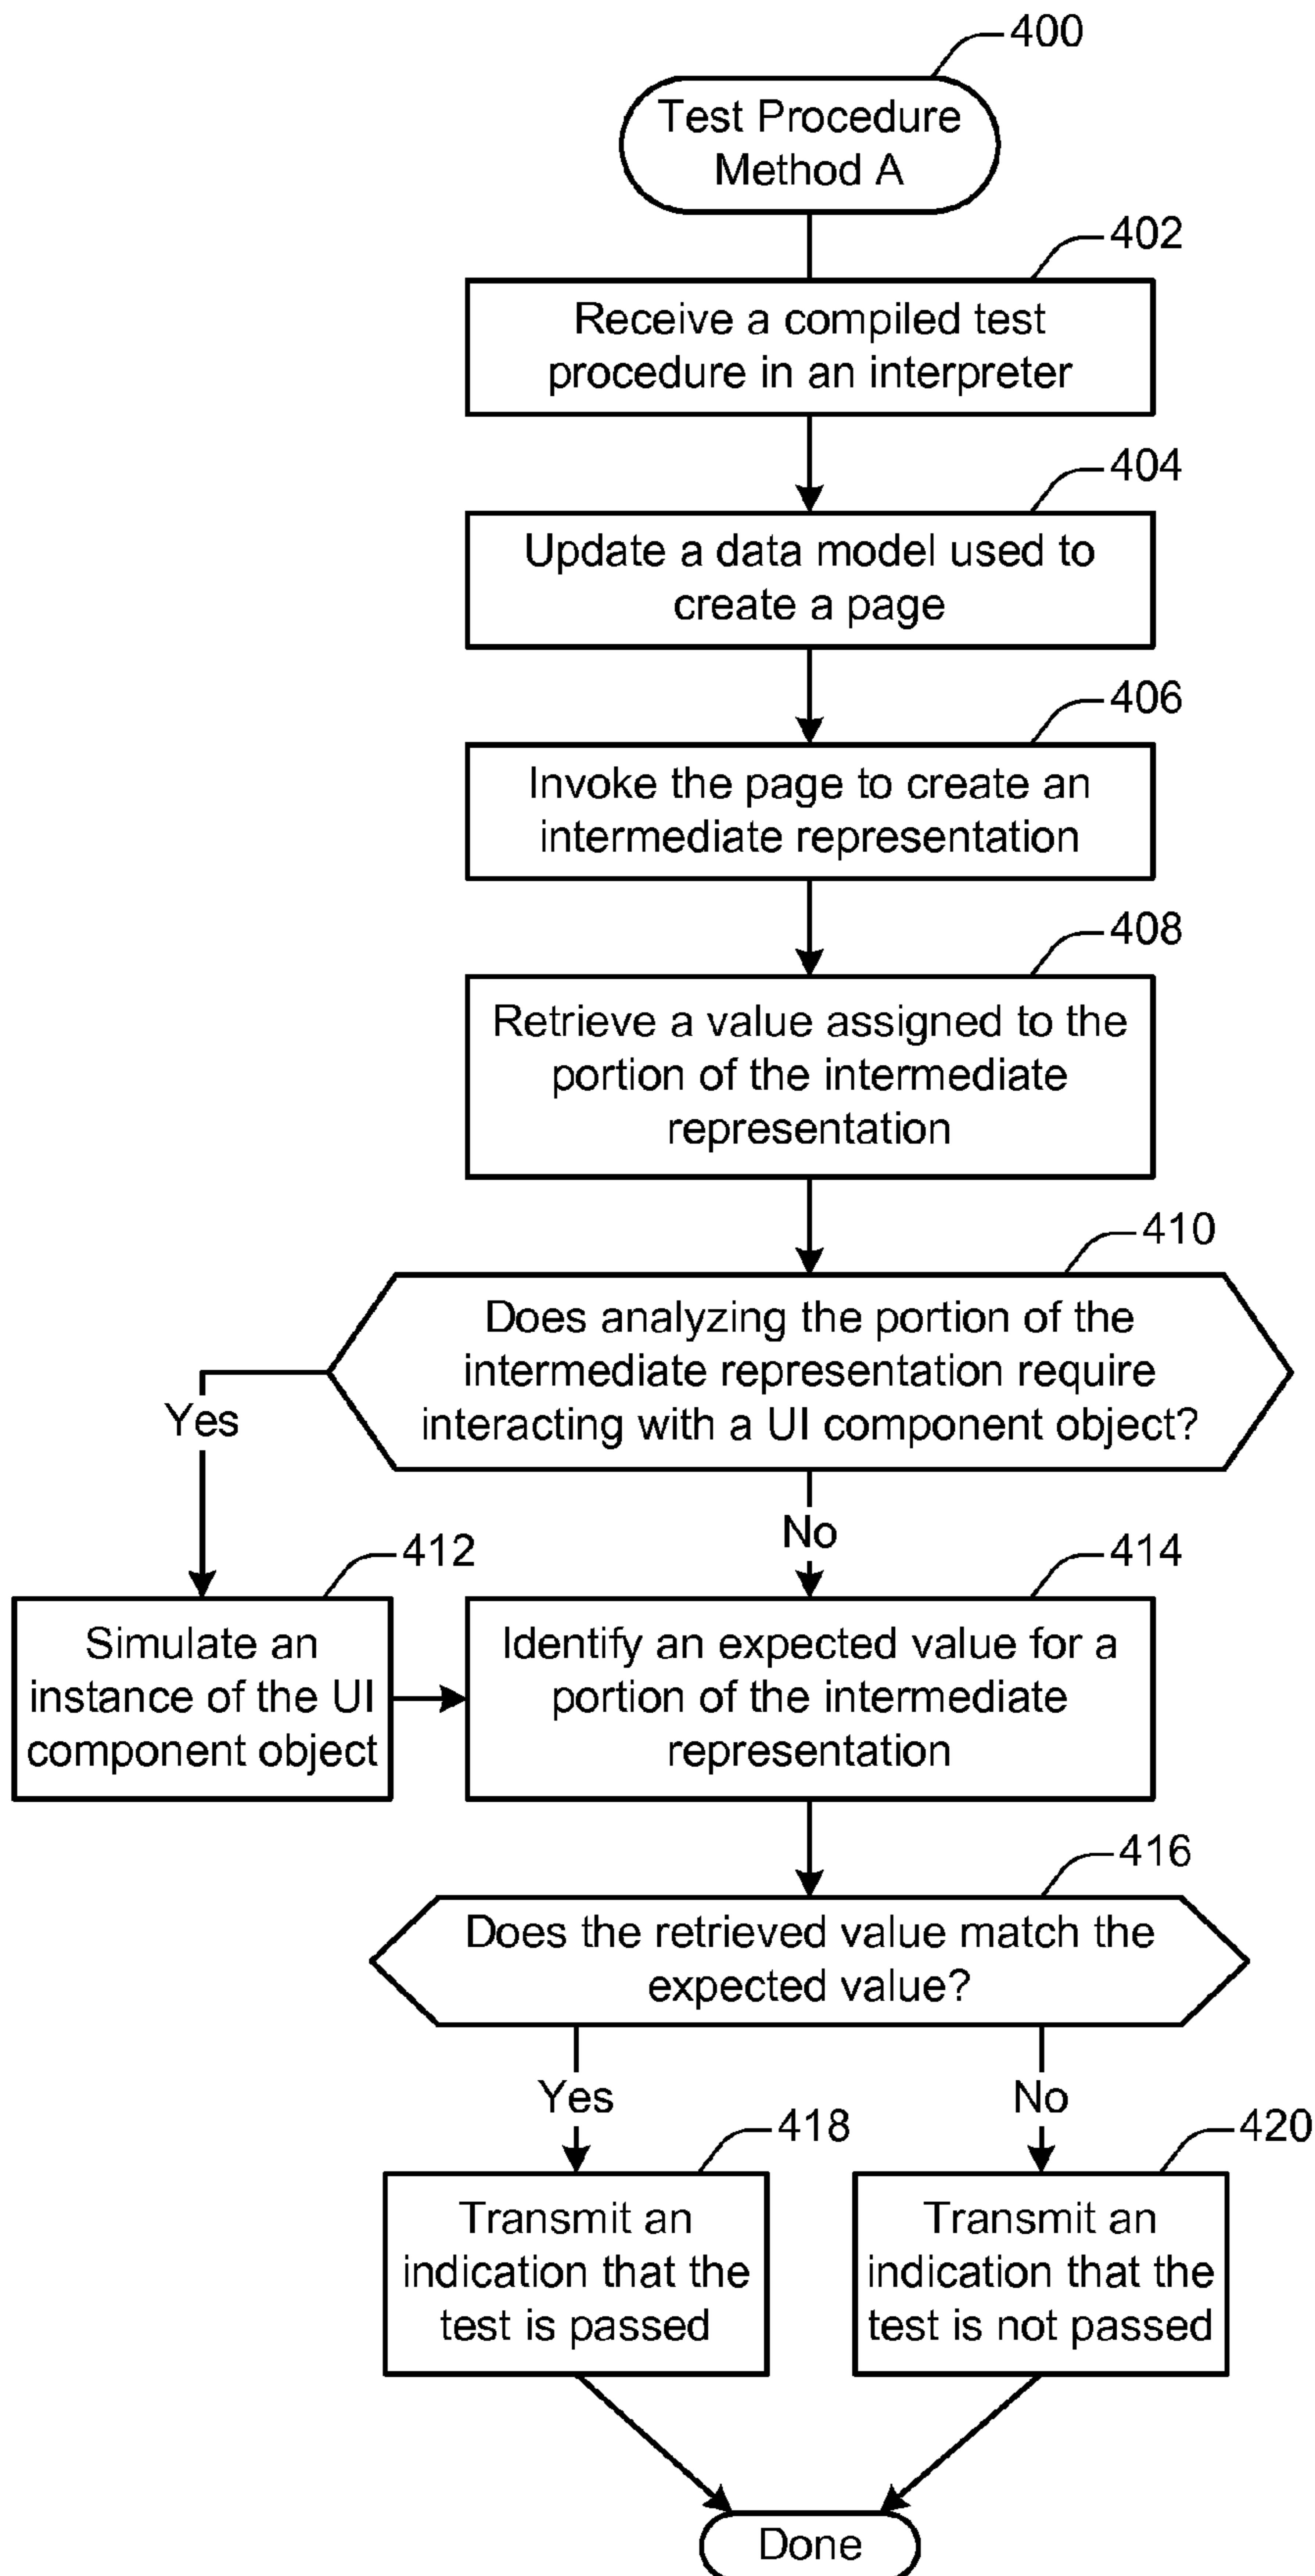 400
Test Procedure
Method A
402
Receive a compiled test
procedure in an interpreter
404
Update a data model used to
create a page
406
Invoke the page to create an
intermediate representation
408
Retrieve a value assigned to the
portion of the intermediate
representation
410
Does analyzing the portion of the
intermediate representation require
interacting with a UI component object?
Yes
No
412
Simulate an
instance of the UI
component object
414
Identify an expected value for a
portion of the intermediate
representation
416
Does the retrieved value match the
expected value?
Yes
No
418
Transmit an
indication that the
test is passed
420
Transmit an
indication that the
test is not passed
Done